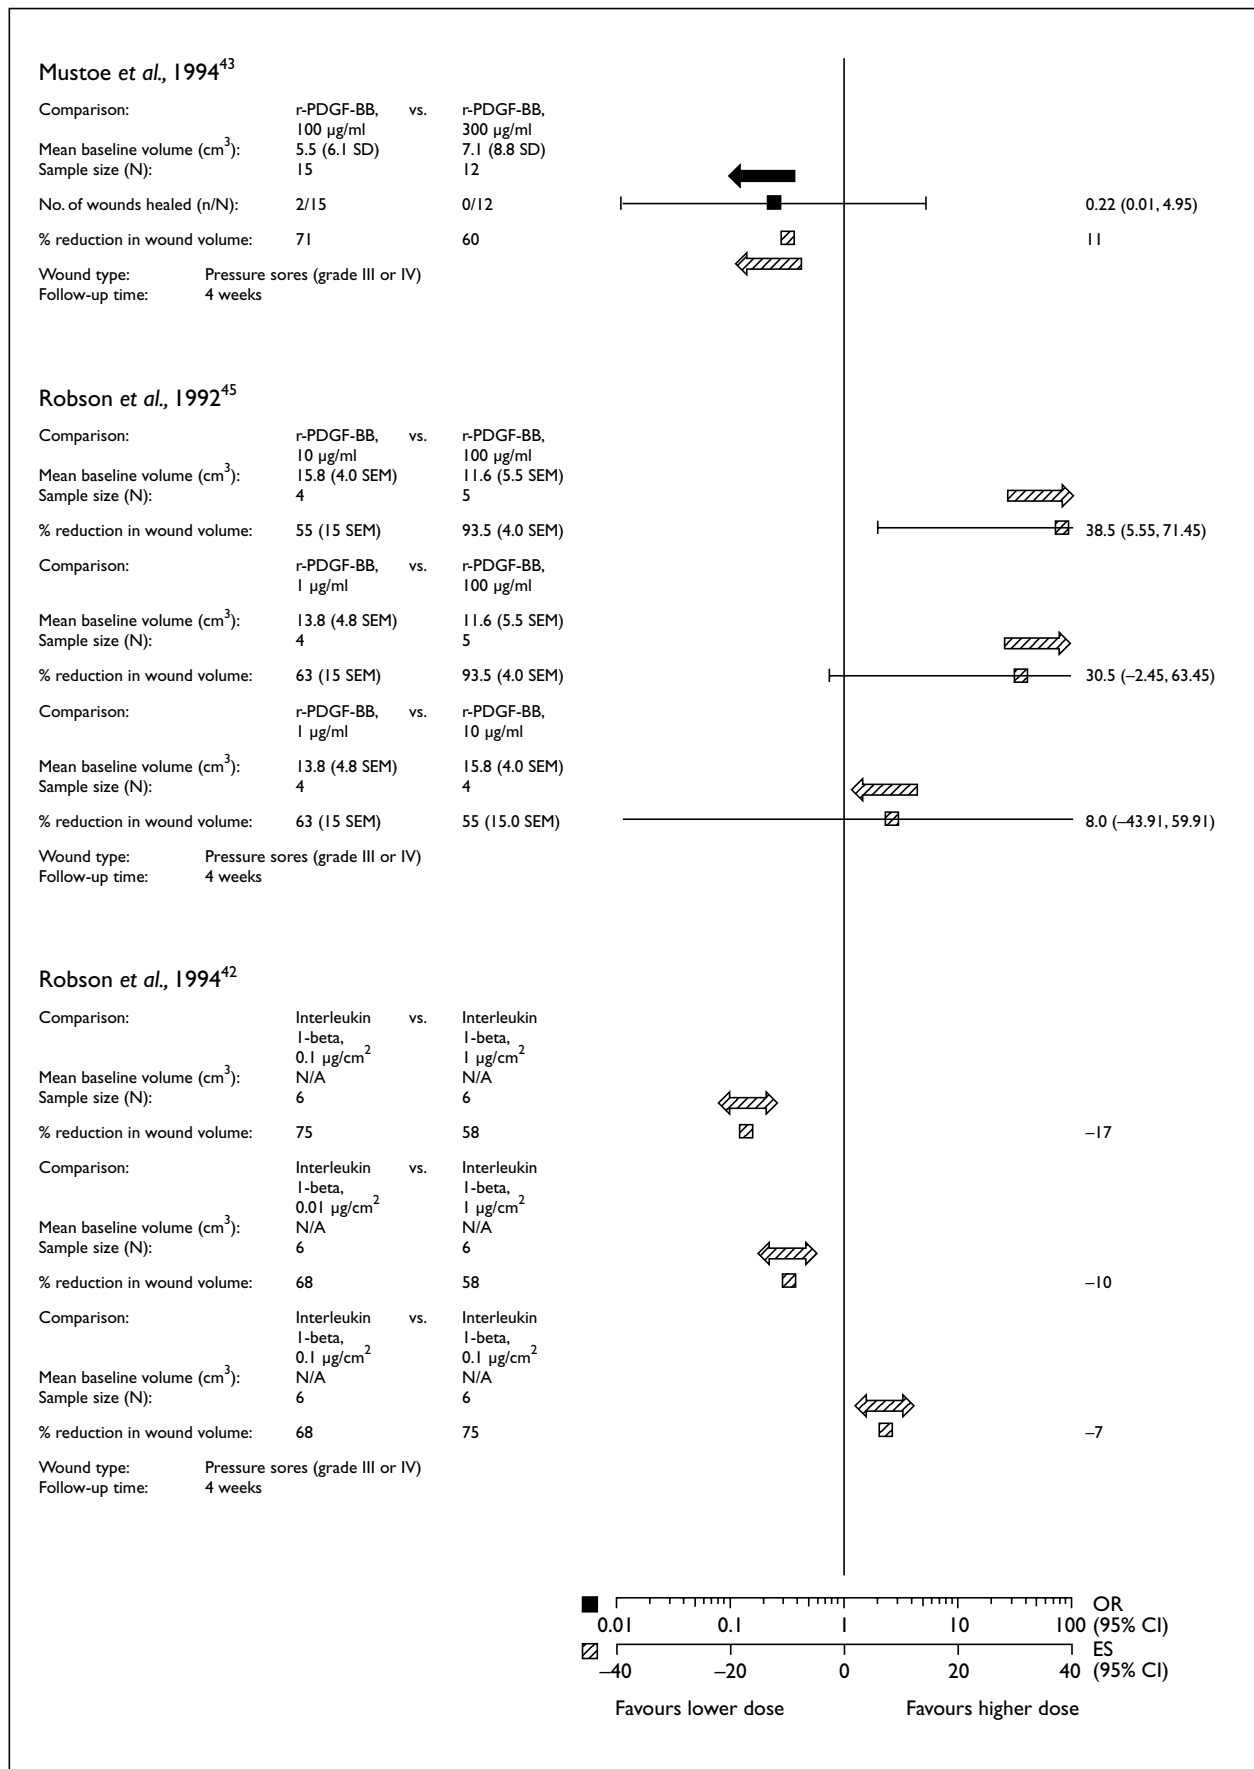 Mustoe et al., 1994⁴³
Comparison: r-PDGF-BB, vs. r-PDGF-BB,
100 µg/ml 300 µg/ml
Mean baseline volume (cm³): 5.5 (6.1 SD) 7.1 (8.8 SD)
Sample size (N): 15 12
No. of wounds healed (n/N): 2/15 0/12 0.22 (0.01, 4.95)
% reduction in wound volume: 71 60 11
Wound type: Pressure sores (grade III or IV)
Follow-up time: 4 weeks
Robson et al., 1992⁴⁵
Comparison: r-PDGF-BB, vs. r-PDGF-BB,
10 µg/ml 100 µg/ml
Mean baseline volume (cm³): 15.8 (4.0 SEM) 11.6 (5.5 SEM)
Sample size (N): 4 5
% reduction in wound volume: 55 (15 SEM) 93.5 (4.0 SEM) 38.5 (5.55, 71.45)
Comparison: r-PDGF-BB, vs. r-PDGF-BB,
1 µg/ml 100 µg/ml
Mean baseline volume (cm³): 13.8 (4.8 SEM) 11.6 (5.5 SEM)
Sample size (N): 4 5
% reduction in wound volume: 63 (15 SEM) 93.5 (4.0 SEM) 30.5 (–2.45, 63.45)
Comparison: r-PDGF-BB, vs. r-PDGF-BB,
1 µg/ml 10 µg/ml
Mean baseline volume (cm³): 13.8 (4.8 SEM) 15.8 (4.0 SEM)
Sample size (N): 4 4
% reduction in wound volume: 63 (15 SEM) 55 (15.0 SEM) 8.0 (–43.91, 59.91)
Wound type: Pressure sores (grade III or IV)
Follow-up time: 4 weeks
Robson et al., 1994⁴²
Comparison: Interleukin vs. Interleukin
1-beta, 1-beta,
0.1 µg/cm² 1 µg/cm²
Mean baseline volume (cm³): N/A N/A
Sample size (N): 6 6
% reduction in wound volume: 75 58 –17
Comparison: Interleukin vs. Interleukin
1-beta, 1-beta,
0.01 µg/cm² 1 µg/cm²
Mean baseline volume (cm³): N/A N/A
Sample size (N): 6 6
% reduction in wound volume: 68 58 –10
Comparison: Interleukin vs. Interleukin
1-beta, 1-beta,
0.1 µg/cm² 0.1 µg/cm²
Mean baseline volume (cm³): N/A N/A
Sample size (N): 6 6
% reduction in wound volume: 68 75 –7
Wound type: Pressure sores (grade III or IV)
Follow-up time: 4 weeks
OR
0.01 0.1 1 10 100 (95% CI)
ES
–40 –20 0 20 40 (95% CI)
Favours lower dose Favours higher dose